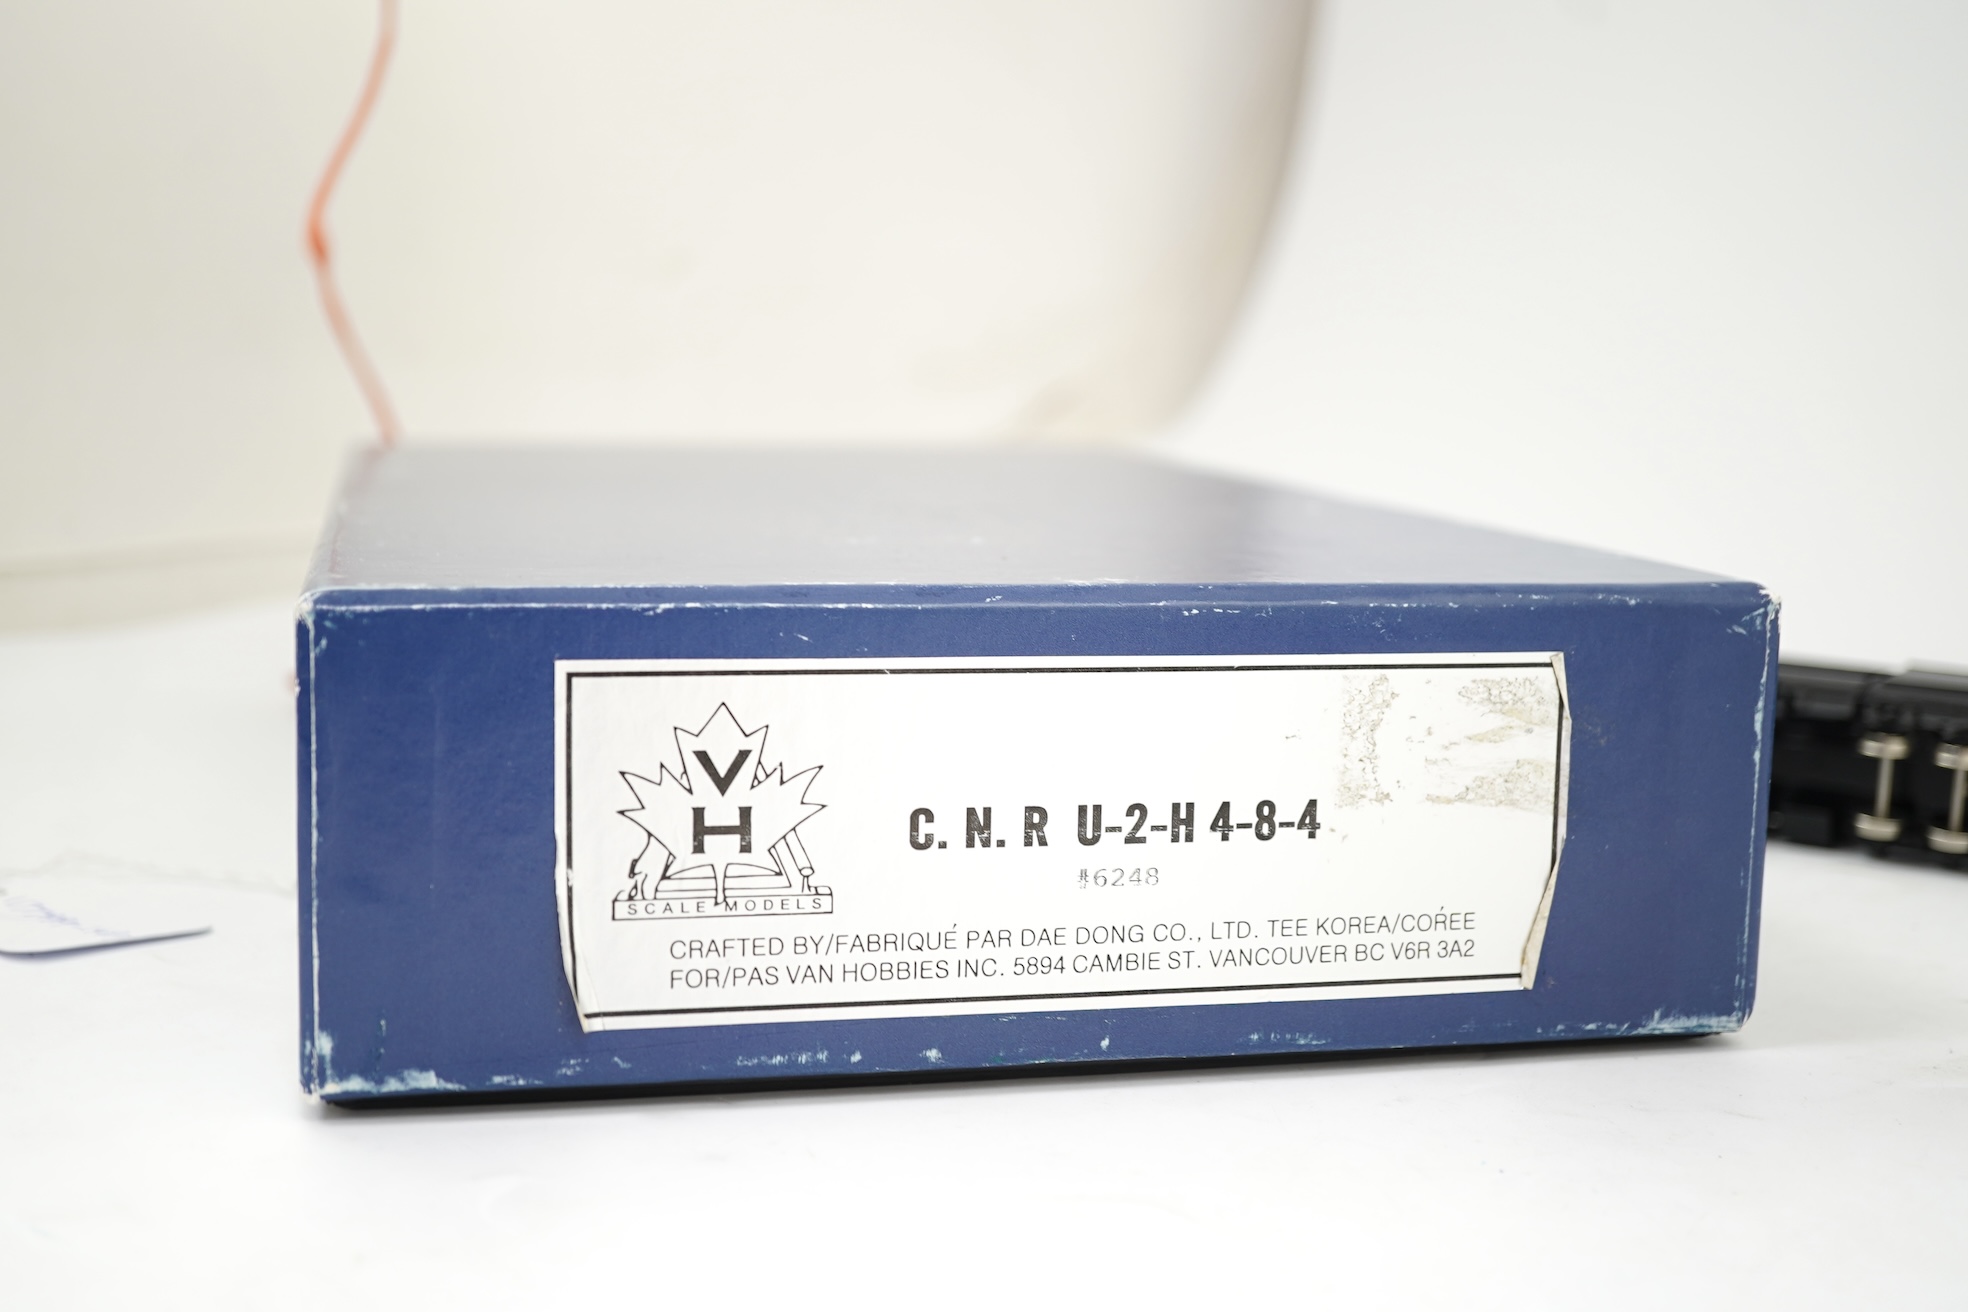 V
H
SCALE MODELS
C. N. R U-2-H 4-8-4
#6248
CRAFTED BY/FABRIQUÉ PAR DAE DONG CO., LTD. TEE KOREA/COŔEE
FOR/PAS VAN HOBBIES INC. 5894 CAMBIE ST. VANCOUVER BC V6R 3A2